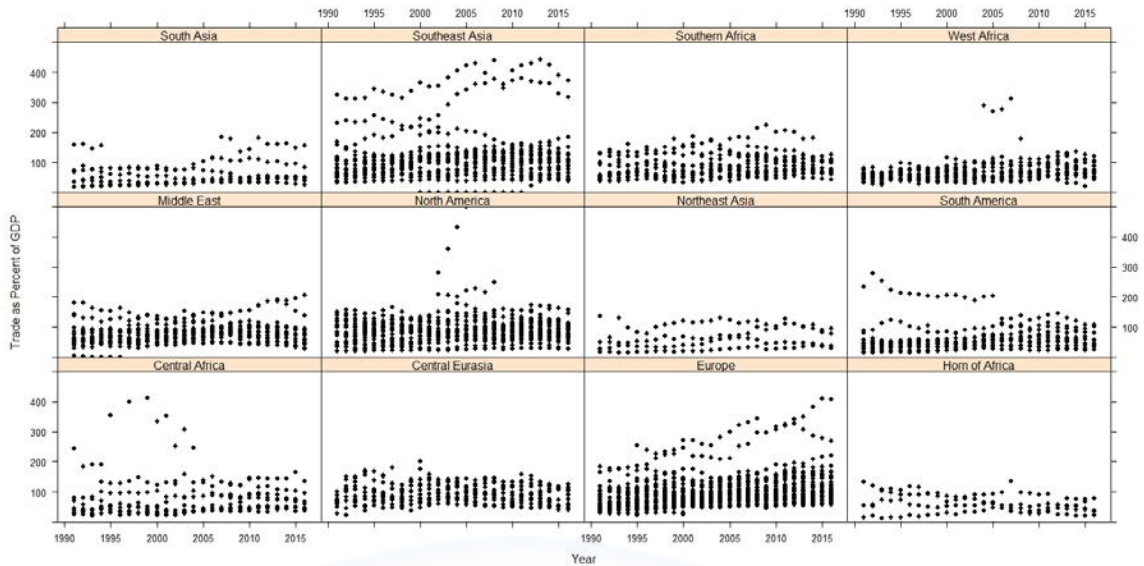 1990 1995 2000 2005 2010 2015 1990 1995 2000 2005 2010 2015
South Asia Southeast Asia Southern Africa West Africa
400
300
200
100
Middle East North America Northeast Asia South America
400
300
200
100
Central Africa Central Eurasia Europe Horn of Africa
400
300
200
100
1990 1995 2000 2005 2010 2015 1990 1995 2000 2005 2010 2015
Trade as Percent of GDP
Year